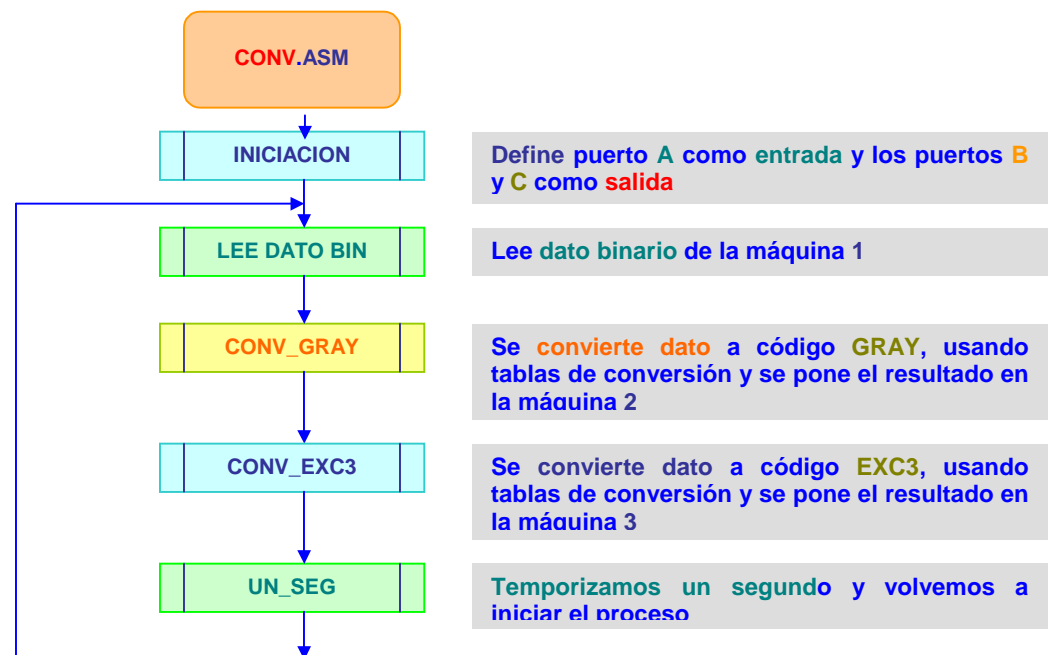 CONV.ASM
INICIACION
Define puerto A como entrada y los puertos B
y C como salida
LEE DATO BIN
Lee dato binario de la máquina 1
CONV_GRAY
Se convierte dato a código GRAY, usando
tablas de conversión y se pone el resultado en
la máquina 2
CONV_EXC3
Se convierte dato a código EXC3, usando
tablas de conversión y se pone el resultado en
la máquina 3
UN_SEG
Temporizamos un segundo y volvemos a
iniciar el proceso